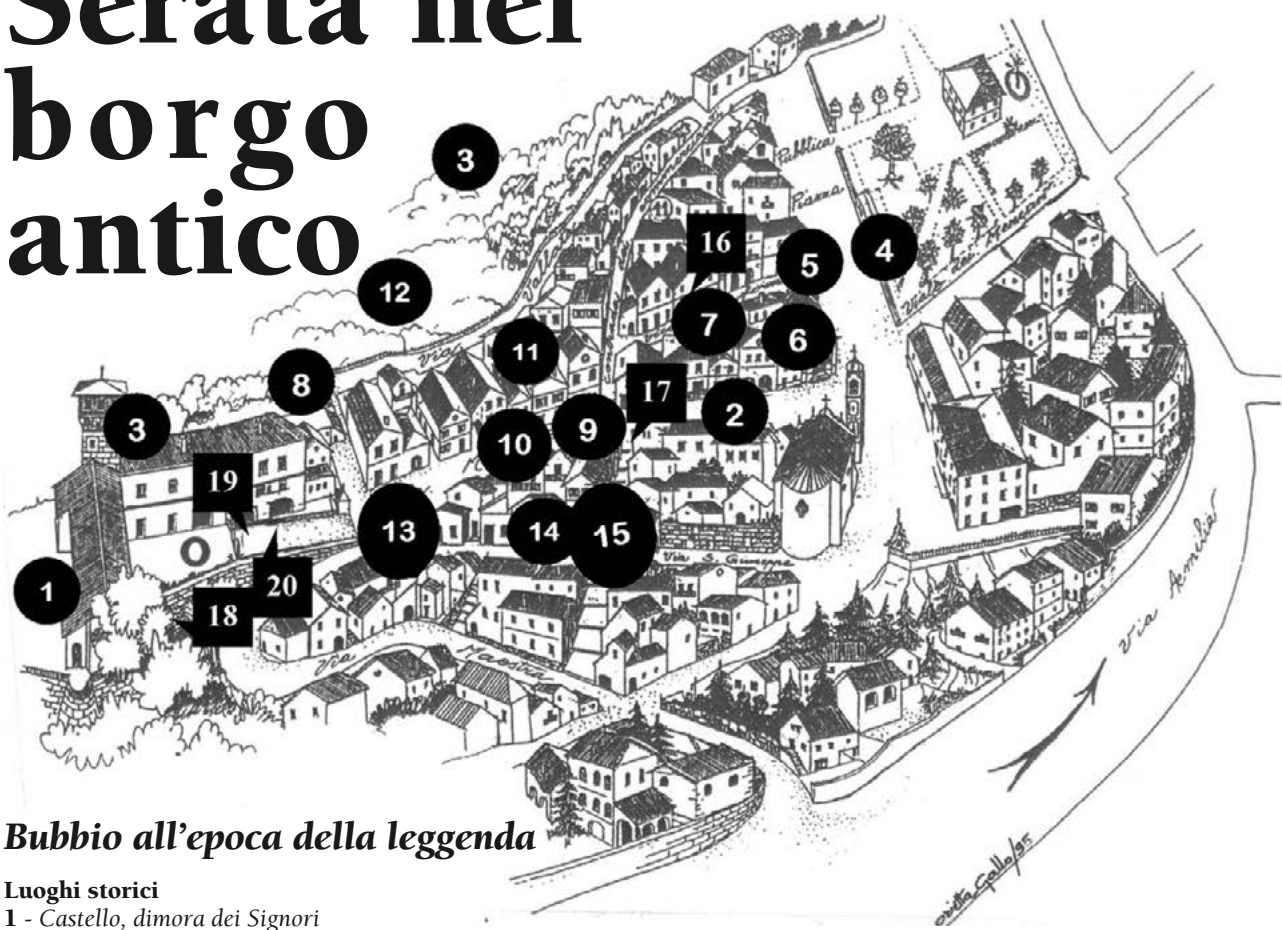 Serata nel
borgo
antico
3
Pubblica
Piazza
16
4
5
12
7
6
Via
11
8
17
3
2
9
10
19
13
14
15
Via S. Giuseppe
20
1
18
Via Maestra
via Aemilia
Gallo/95
Bubbio all'epoca della leggenda
Luoghi storici
1 - Castello, dimora dei Signori